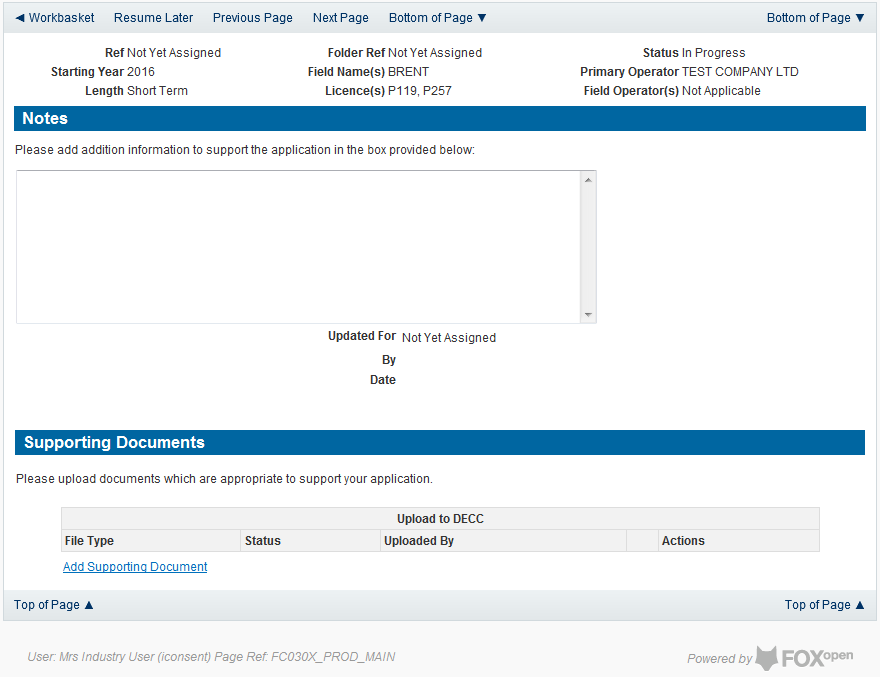 ◄ Workbasket Resume Later Previous Page Next Page Bottom of Page ▼ Bottom of Page ▼
Ref Not Yet Assigned Folder Ref Not Yet Assigned Status In Progress
Starting Year 2016 Field Name(s) BRENT Primary Operator TEST COMPANY LTD
Length Short Term Licence(s) P119, P257 Field Operator(s) Not Applicable
Notes
Please add addition information to support the application in the box provided below:
Updated For Not Yet Assigned
By
Date
Supporting Documents
Please upload documents which are appropriate to support your application.
Upload to DECC
File Type Status Uploaded By Actions
Add Supporting Document
Top of Page ▲ Top of Page ▲
User: Mrs Industry User (iconsent) Page Ref: FC030X_PROD_MAIN Powered by FOXopen